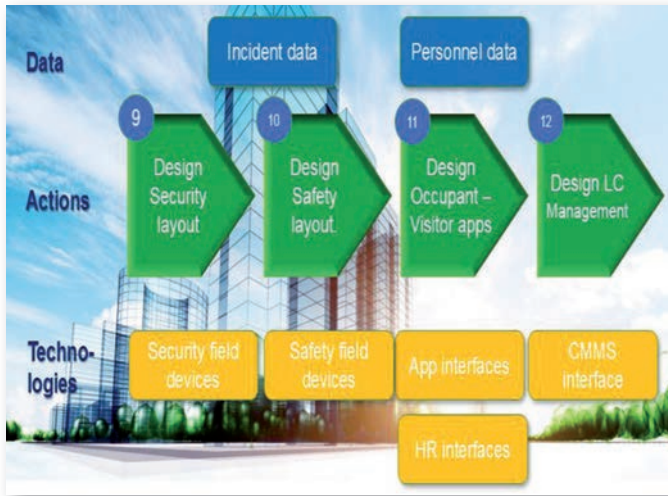 Data
Incident data
Personnel data
Actions
9
Design
Security
layout
10
Design
Safety
layout.
11
Design
Occupant –
Visitor apps
12
Design LC
Management
Techno-
logies
Security field
devices
Safety field
devices
App interfaces
CMMS
interface
HR interfaces